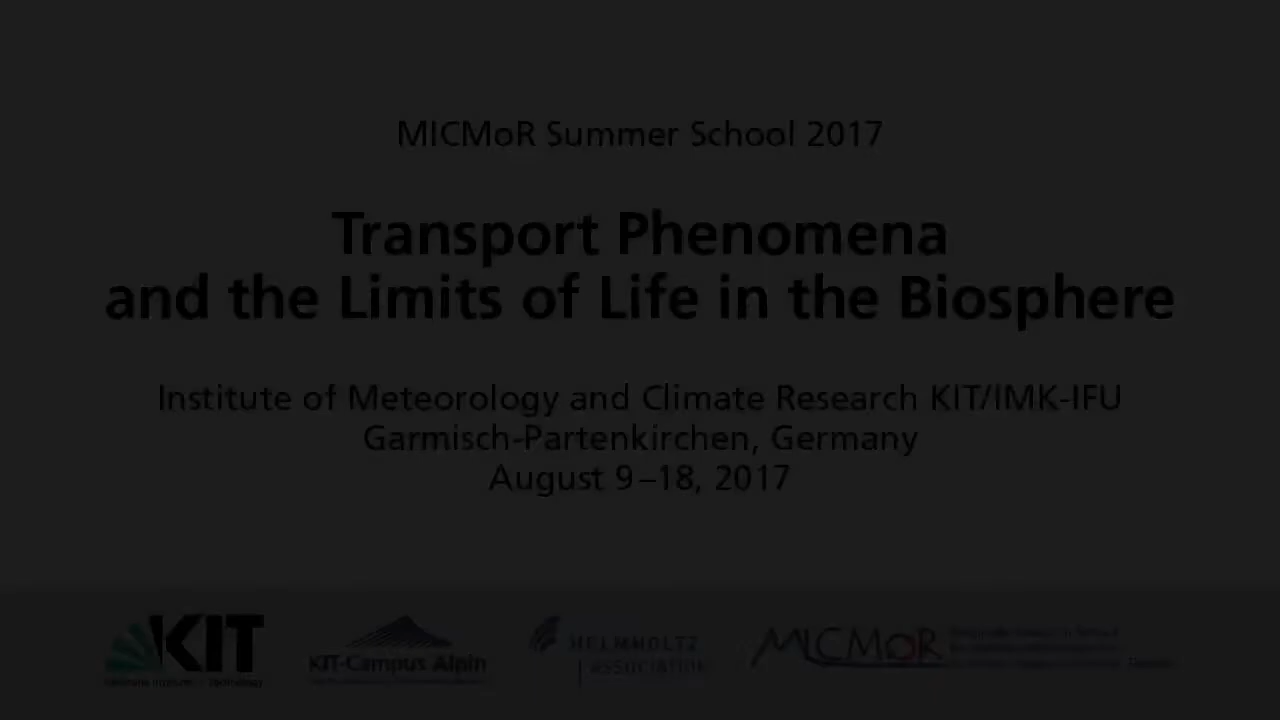 MICMoR Summer School 2017
Transport Phenomena
and the Limits of Life in the Biosphere
Institute of Meteorology and Climate Research KIT/IMK-IFU
Garmisch-Partenkirchen, Germany
August 9–18, 2017
KIT
KIT-Campus Alpin
HELMHOLTZ
ASSOCIATION
MICMoR